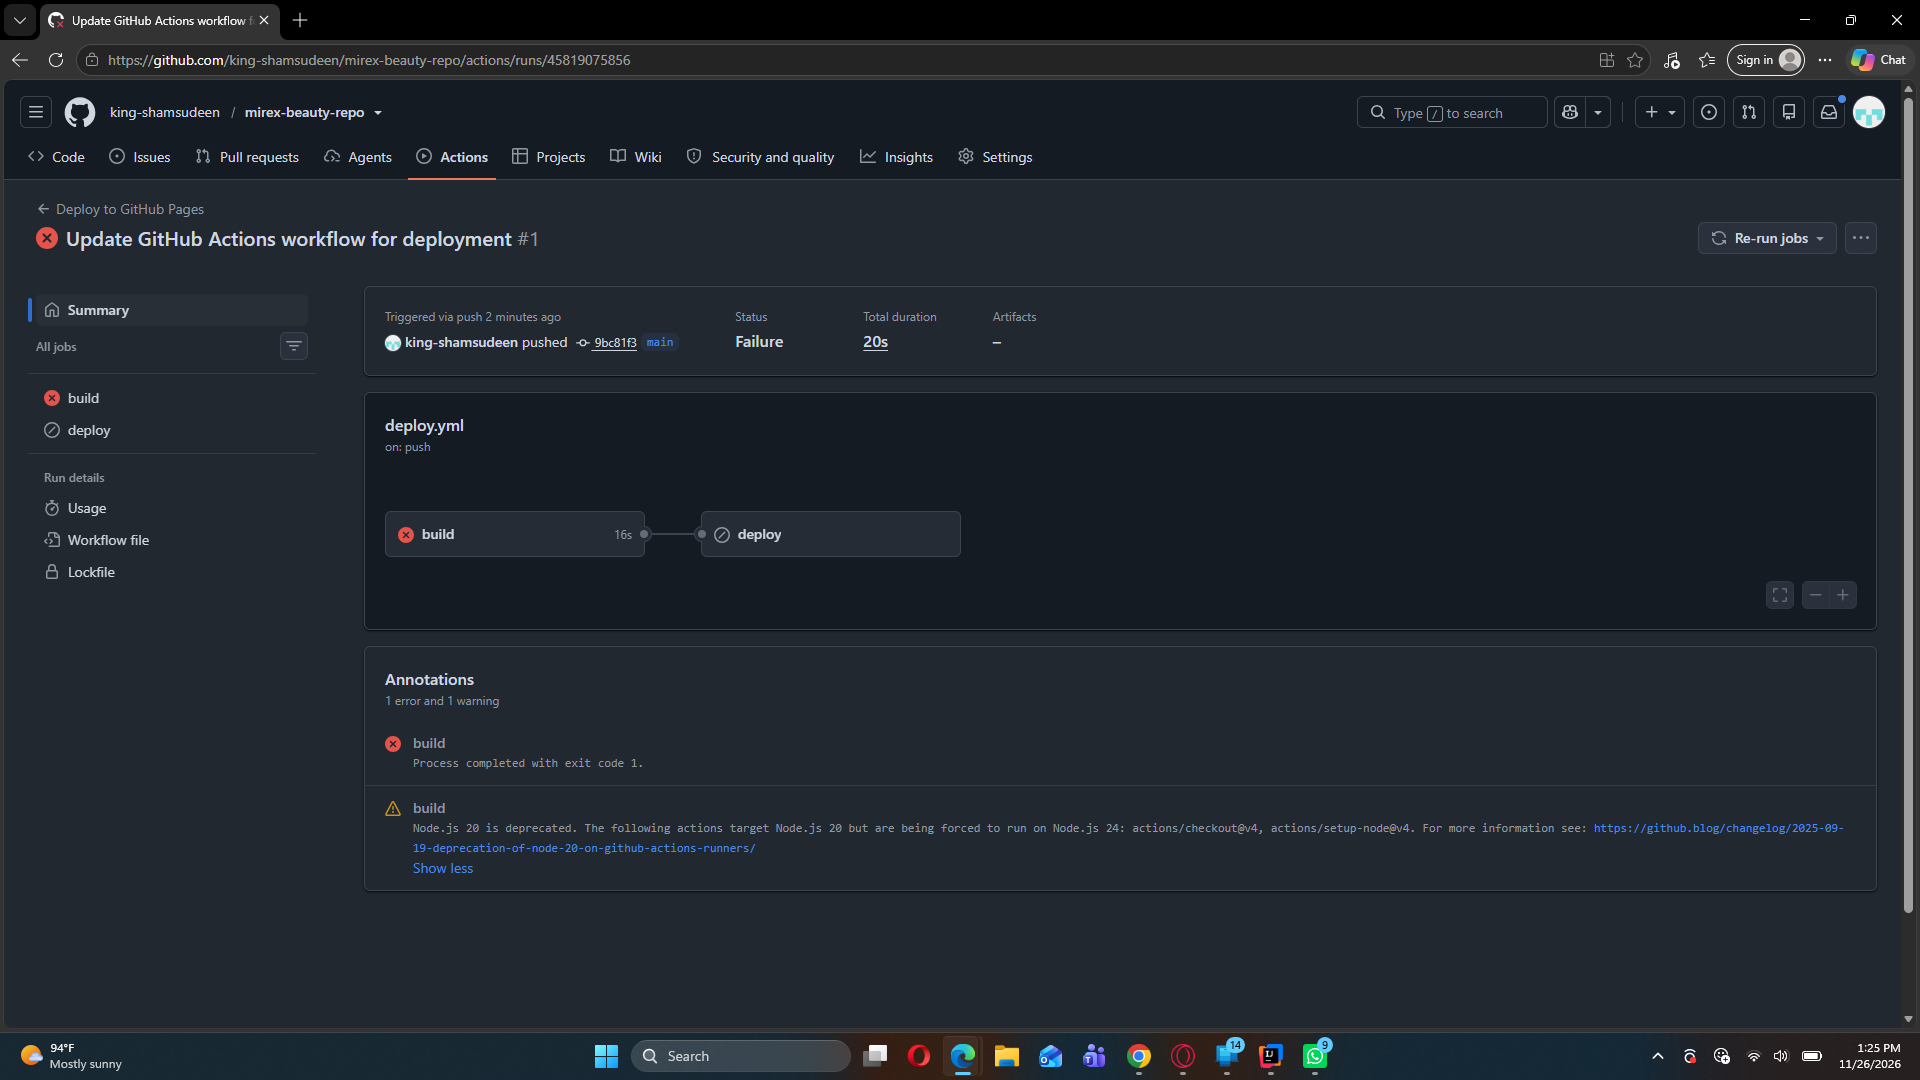 Update GitHub Actions workflow f
https://github.com/king-shamsudeen/mirex-beauty-repo/actions/runs/45819075856
Sign in
Chat
king-shamsudeen / mirex-beauty-repo
Type / to search
Code
Issues
Pull requests
Agents
Actions
Projects
Wiki
Security and quality
Insights
Settings
Deploy to GitHub Pages
Update GitHub Actions workflow for deployment #1
Re-run jobs
Summary
All jobs
build
deploy
Run details
Usage
Workflow file
Lockfile
Triggered via push 2 minutes ago
king-shamsudeen pushed 9bc81f3 main
Status
Failure
Total duration
20s
Artifacts
–
deploy.yml
on: push
build 16s
deploy
Annotations
1 error and 1 warning
build
Process completed with exit code 1.
build
Node.js 20 is deprecated. The following actions target Node.js 20 but are being forced to run on Node.js 24: actions/checkout@v4, actions/setup-node@v4. For more information see: https://github.blog/changelog/2025-09-
19-deprecation-of-node-20-on-github-actions-runners/
Show less
94°F
Mostly sunny
Search
14
9
1:25 PM
11/26/2026